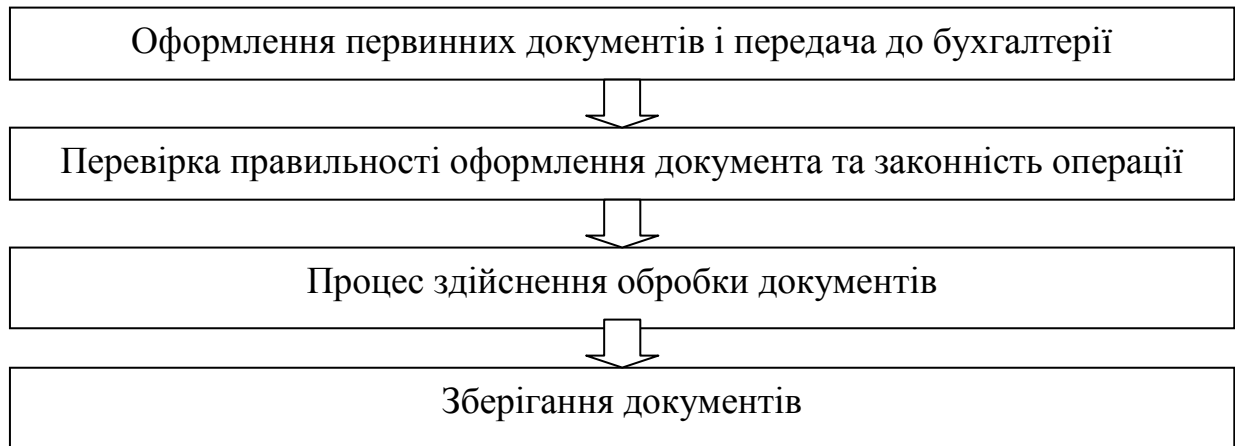 Оформлення первинних документів і передача до бухгалтерії
Перевірка правильності оформлення документа та законність операції
Процес здійснення обробки документів
Зберігання документів